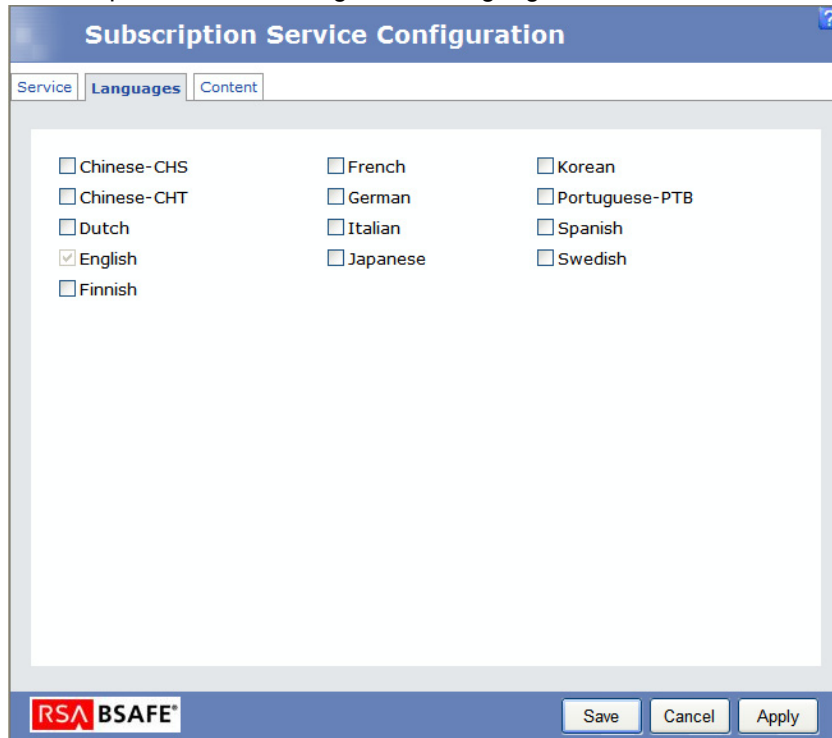 Subscription Service Configuration
?
Service Languages Content
Chinese-CHS French Korean
Chinese-CHT German Portuguese-PTB
Dutch Italian Spanish
English Japanese Swedish
Finnish
RSA BSAFE® Save Cancel Apply